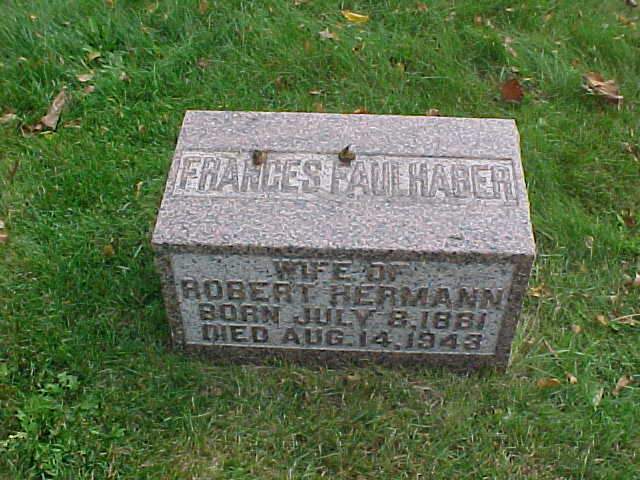 FRANCES FAULHABER
WIFE OF
ROBERT HERMANN
BORN JULY 8, 1881
DIED AUG. 14, 1943